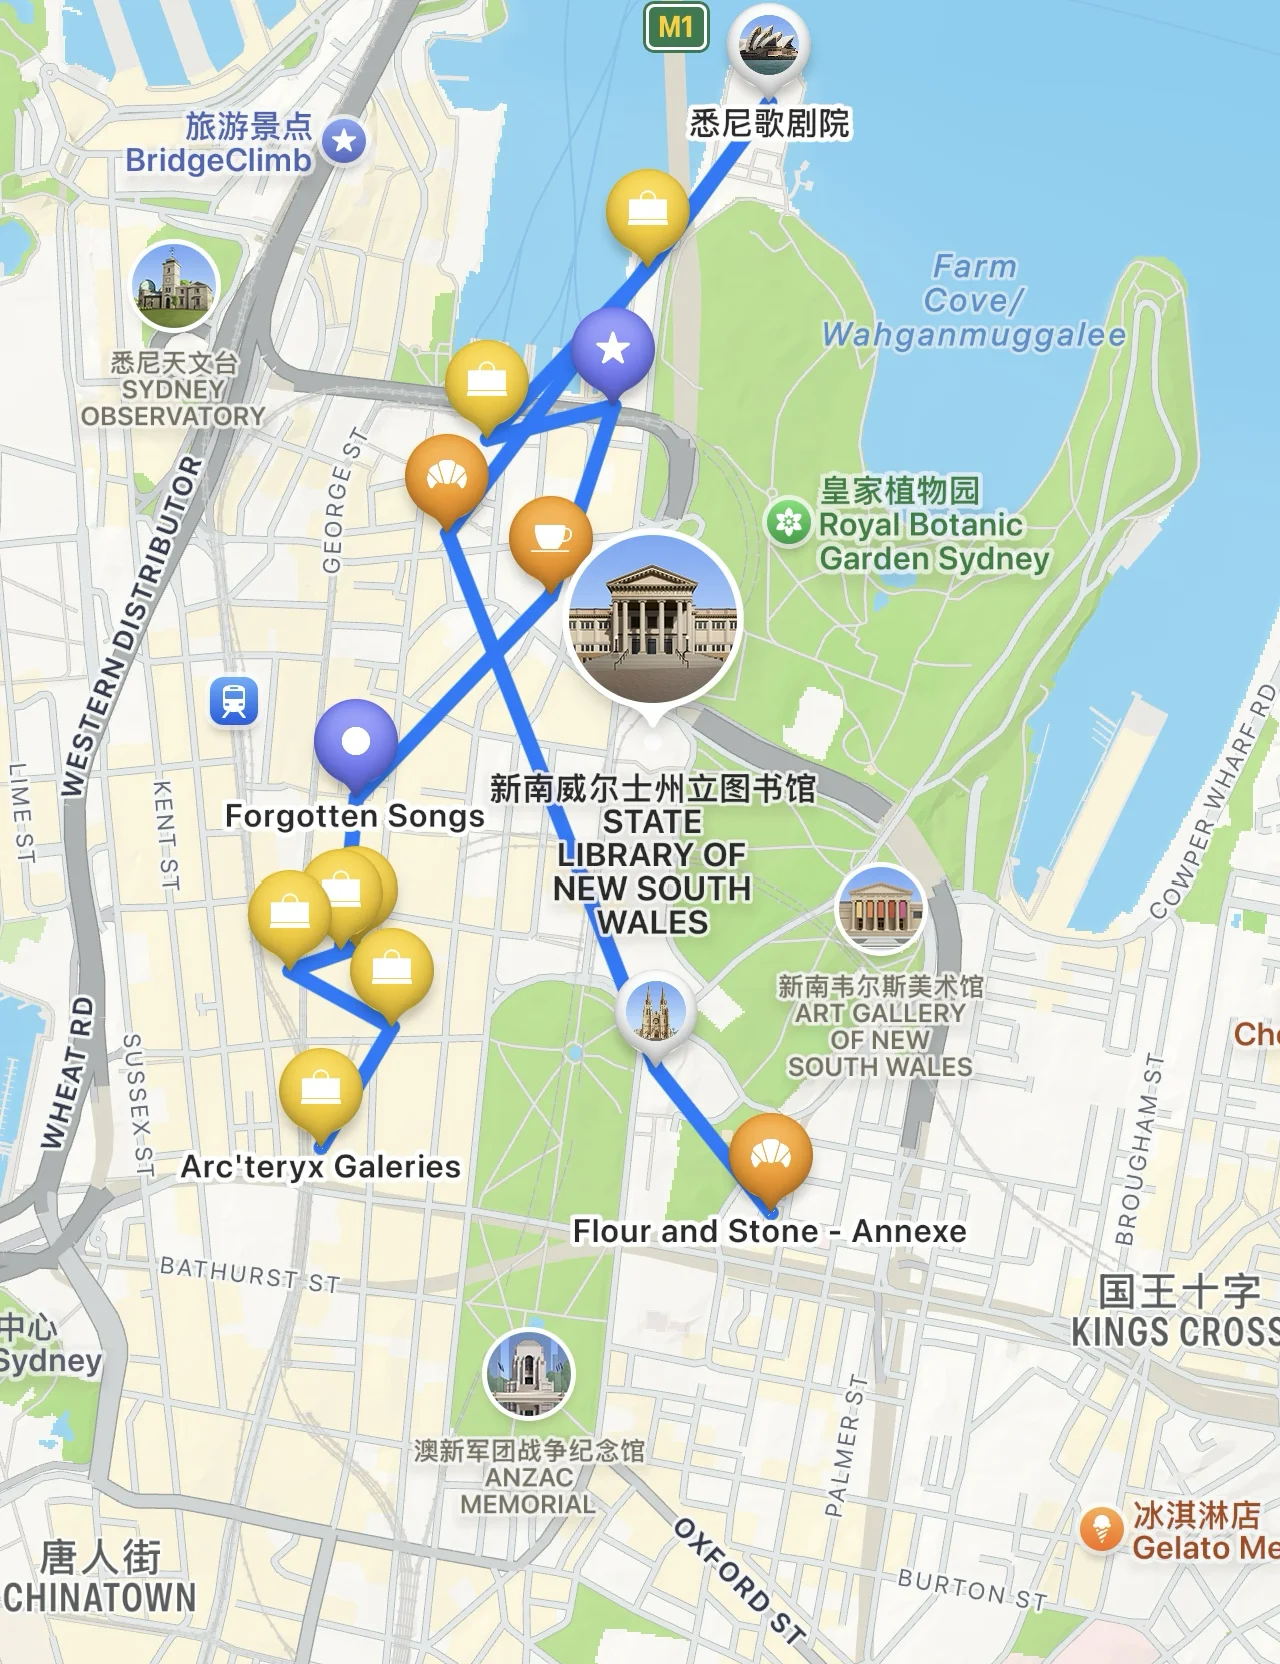 M1
悉尼歌剧院
旅游景点
BridgeClimb
Farm
Cove/
Wahganmuggalee
悉尼天文台
SYDNEY
OBSERVATORY
GEORGE ST
WESTERN DISTRIBUTOR
皇家植物园
Royal Botanic
Garden Sydney
COWPER WHARF RD
LIME ST
KENT ST
Forgotten Songs
新南威尔士州立图书馆
STATE
LIBRARY OF
NEW SOUTH
WALES
新南韦尔斯美术馆
ART GALLERY
OF NEW
SOUTH WALES
WHEAT RD
SUSSEX ST
BROUGHAM ST
Arc'teryx Galeries
Flour and Stone - Annexe
BATHURST ST
国王十字
KINGS CROSS
中心
Sydney
PALMER ST
澳新军团战争纪念馆
ANZAC
MEMORIAL
OXFORD ST
冰淇淋店
Gelato Me
唐人街
CHINATOWN
BURTON ST